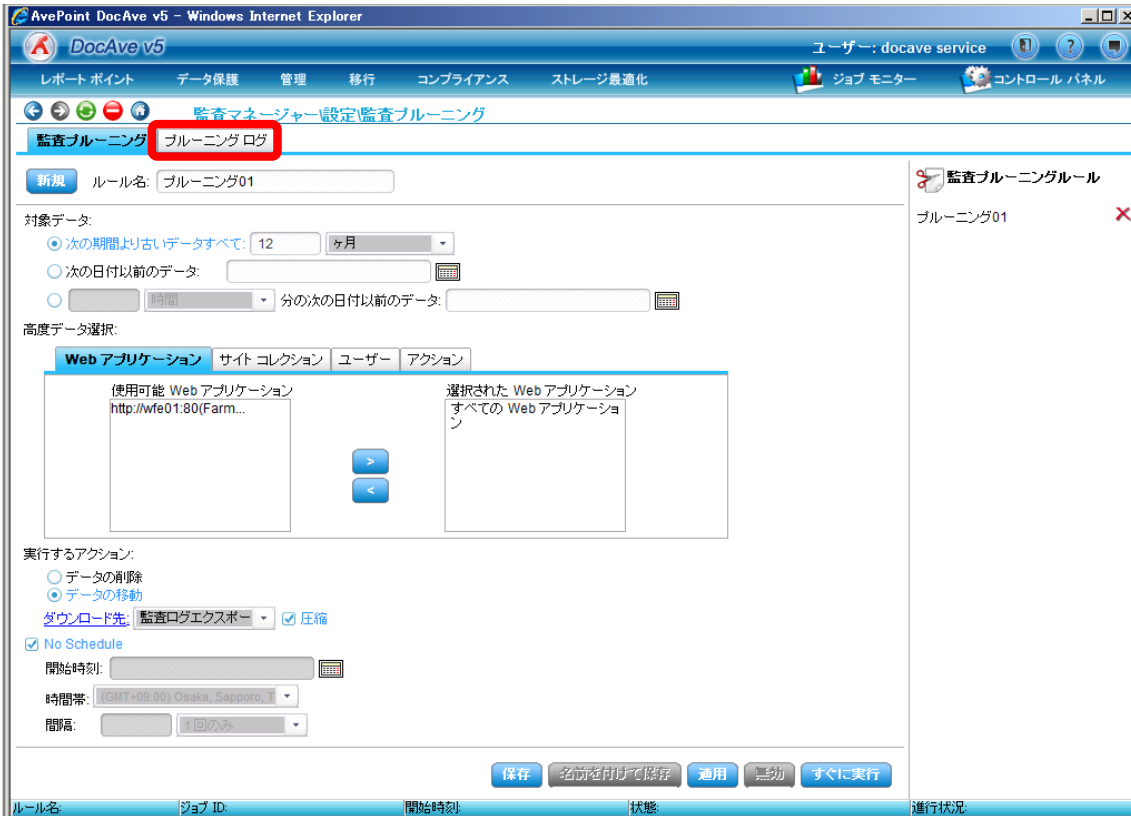 AvePoint DocAve v5 - Windows Internet Explorer
DocAve v5
ユーザー: docave service
レポート ポイント データ保護 管理 移行 コンプライアンス ストレージ最適化 ジョブ モニター コントロール パネル
監査マネージャー\設定\監査プルーニング
監査プルーニング プルーニング ログ
新規 ルール名: プルーニング01
監査プルーニングルール
プルーニング01
対象データ:
次の期間より古いデータすべて: 12 ヶ月
次の日付以前のデータ:
時間 分の次の日付以前のデータ:
高度データ選択:
Web アプリケーション サイト コレクション ユーザー アクション
使用可能 Web アプリケーション 選択された Web アプリケーション
http://wfe01:80(Farm... すべての Web アプリケーショ
ン
>
<
実行するアクション:
データの削除
データの移動
ダウンロード先: 監査ログエクスポー 圧縮
No Schedule
開始時刻:
時間帯: (GMT+09:00) Osaka, Sapporo, T
間隔: 1 回のみ
保存 名前を付けて保存 適用 無効 すぐに実行
ルール名: ジョブ ID: 開始時刻: 状態: 進行状況: